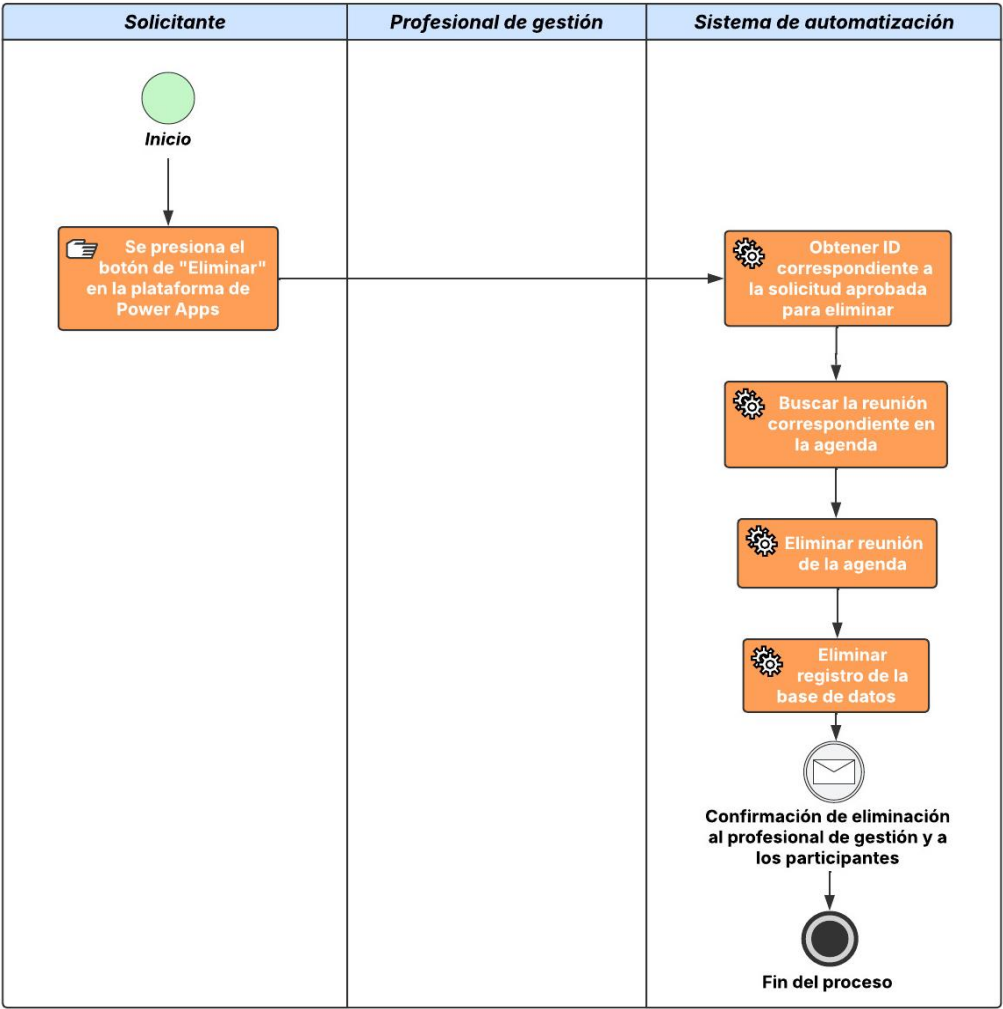 Solicitante
Profesional de gestión
Sistema de automatización
Inicio
Se presiona el
botón de "Eliminar"
en la plataforma de
Power Apps
Obtener ID
correspondiente a
la solicitud aprobada
para eliminar
Buscar la reunión
correspondiente en
la agenda
Eliminar reunión
de la agenda
Eliminar
registro de la
base de datos
Confirmación de eliminación
al profesional de gestión y a
los participantes
Fin del proceso